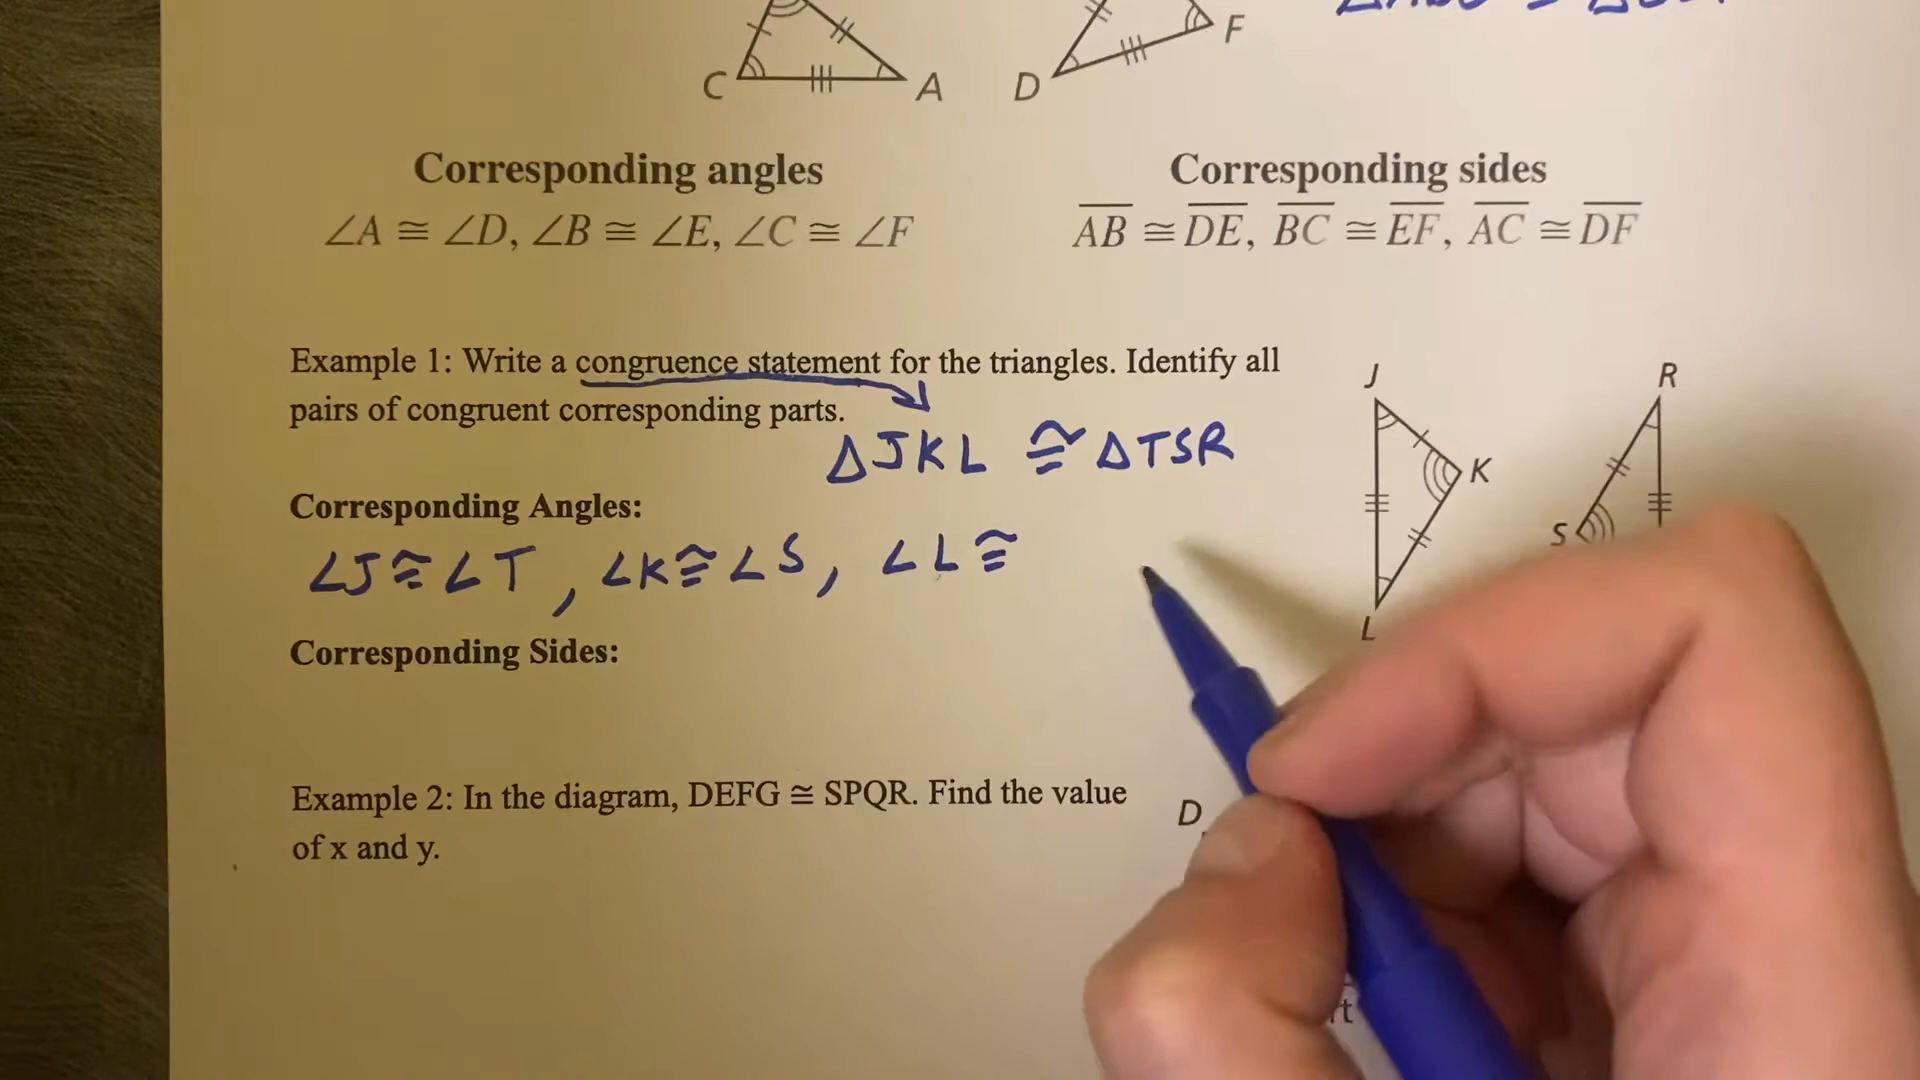 F
C A D
Corresponding angles Corresponding sides
∠A ≅ ∠D, ∠B ≅ ∠E, ∠C ≅ ∠F AB ≅ DE, BC ≅ EF, AC ≅ DF
Example 1: Write a congruence statement for the triangles. Identify all
pairs of congruent corresponding parts.
J R
△JKL ≅ △TSR
K
S
L
Corresponding Angles:
∠J ≅ ∠T, ∠K ≅ ∠S, ∠L ≅
Corresponding Sides:
Example 2: In the diagram, DEFG ≅ SPQR. Find the value
of x and y.
D